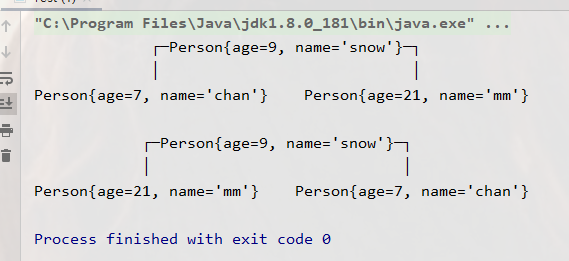 "C:\Program Files\Java\jdk1.8.0_181\bin\java.exe" ...
┌─Person{age=9, name='snow'}─┐
│ │
Person{age=7, name='chan'} Person{age=21, name='mm'}
┌─Person{age=9, name='snow'}─┐
│ │
Person{age=21, name='mm'} Person{age=7, name='chan'}
Process finished with exit code 0